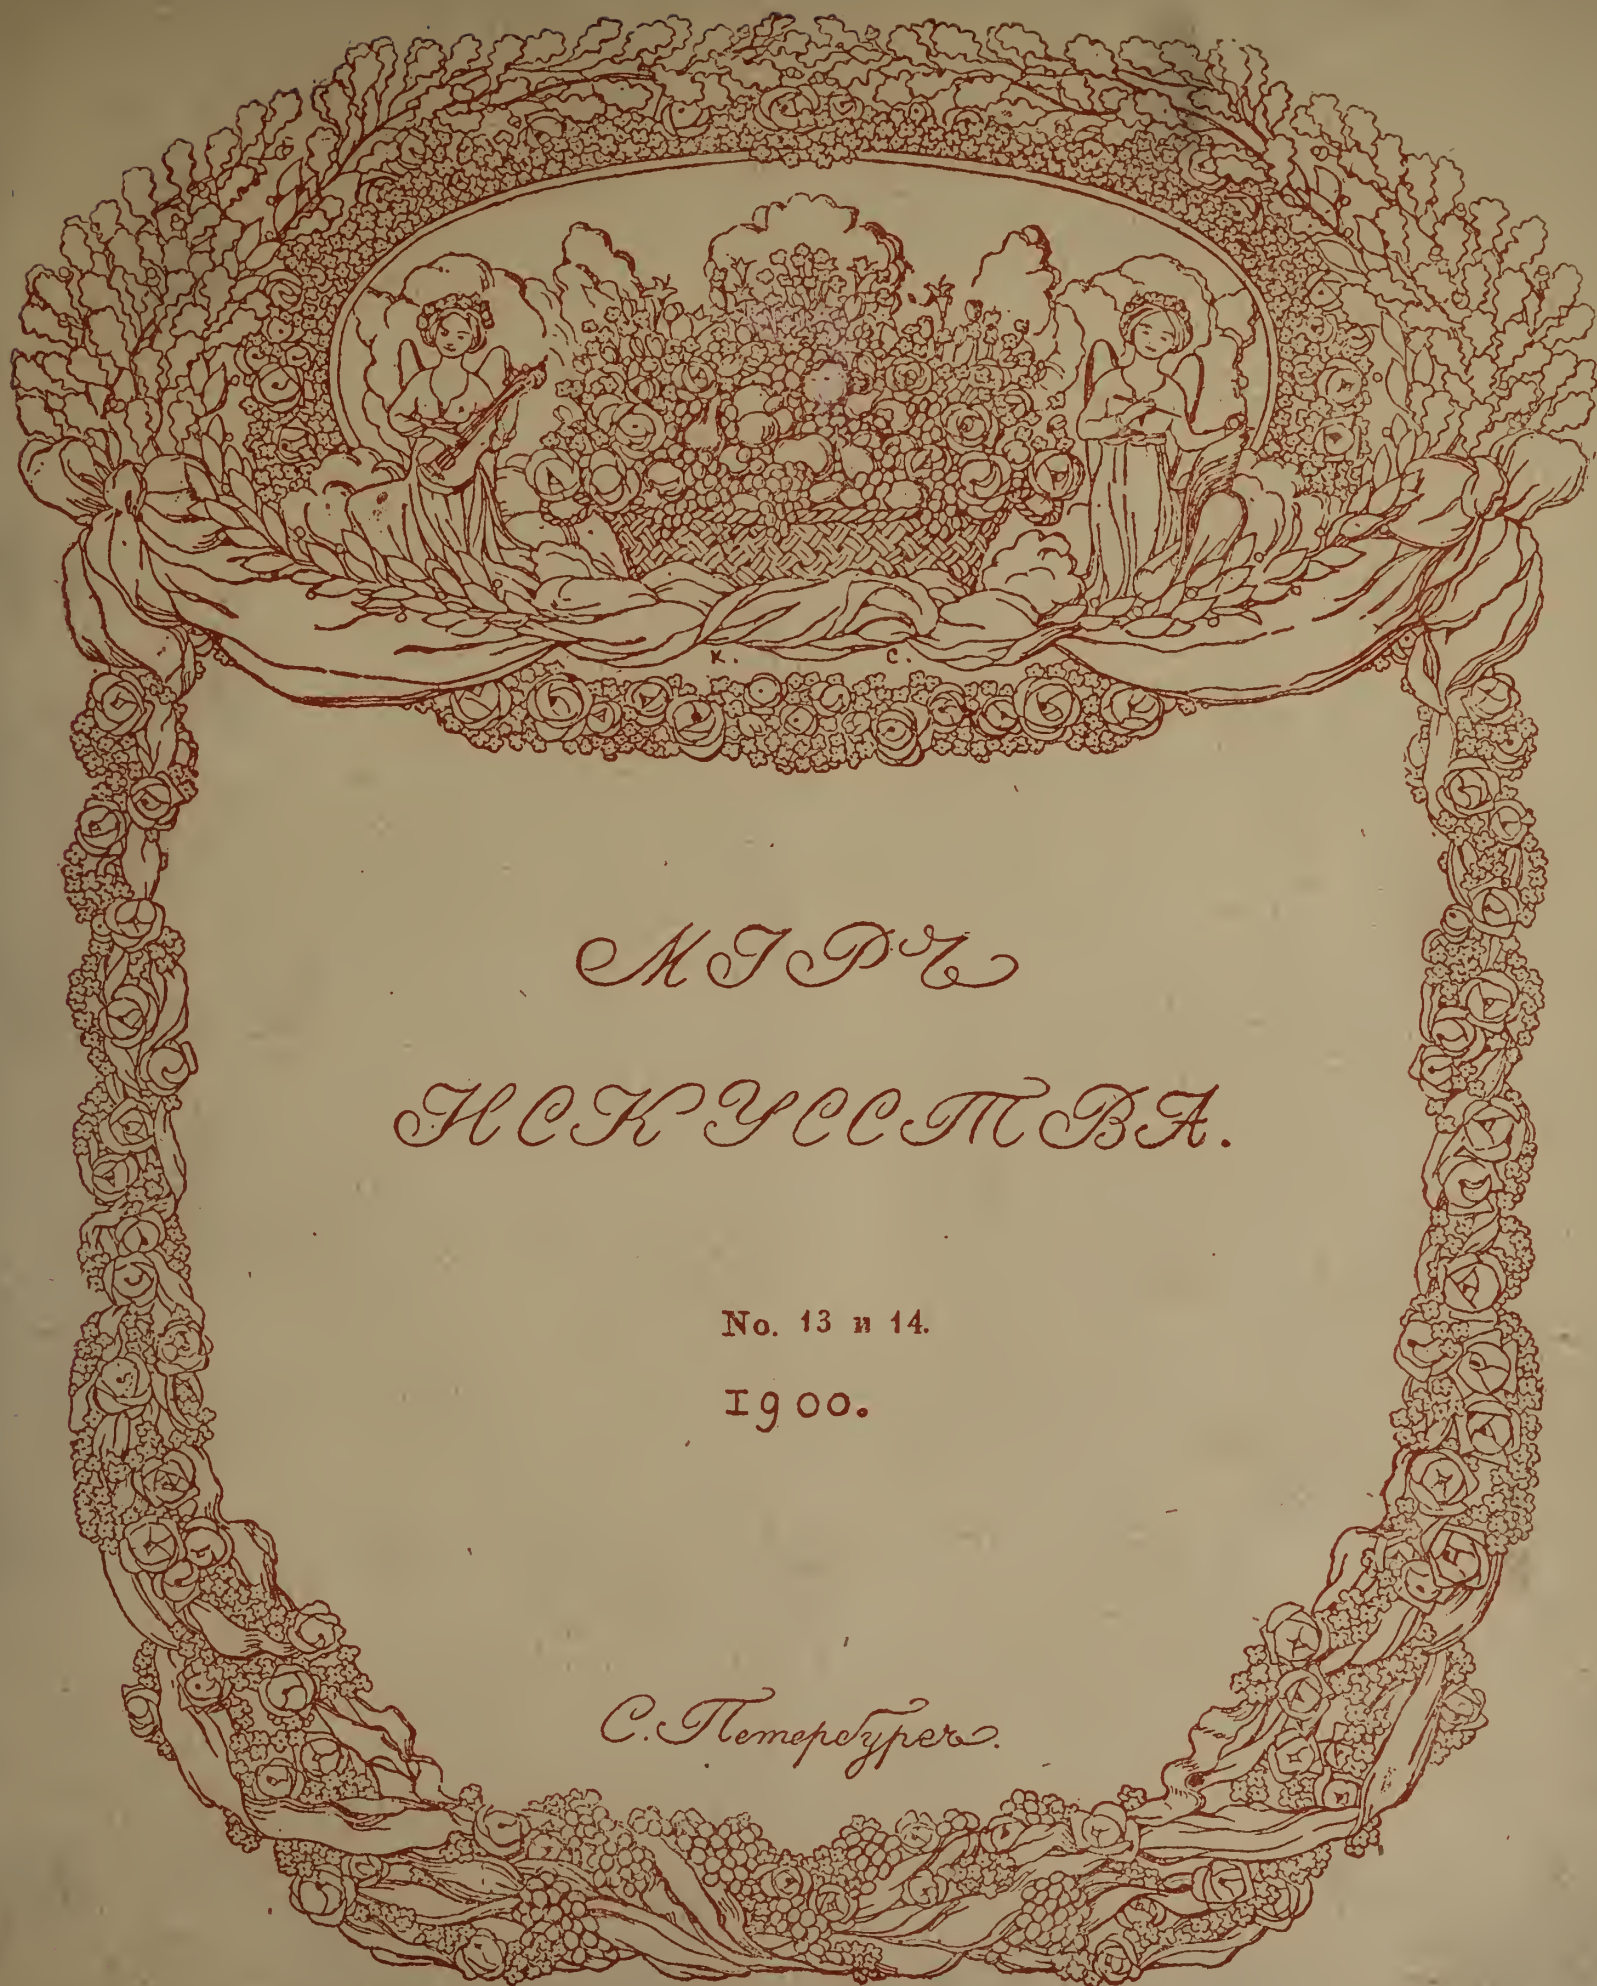 К. С.
МІРЪ
ИСКУССТВА.
No. 13 и 14.
1900.
С. Петербургъ.